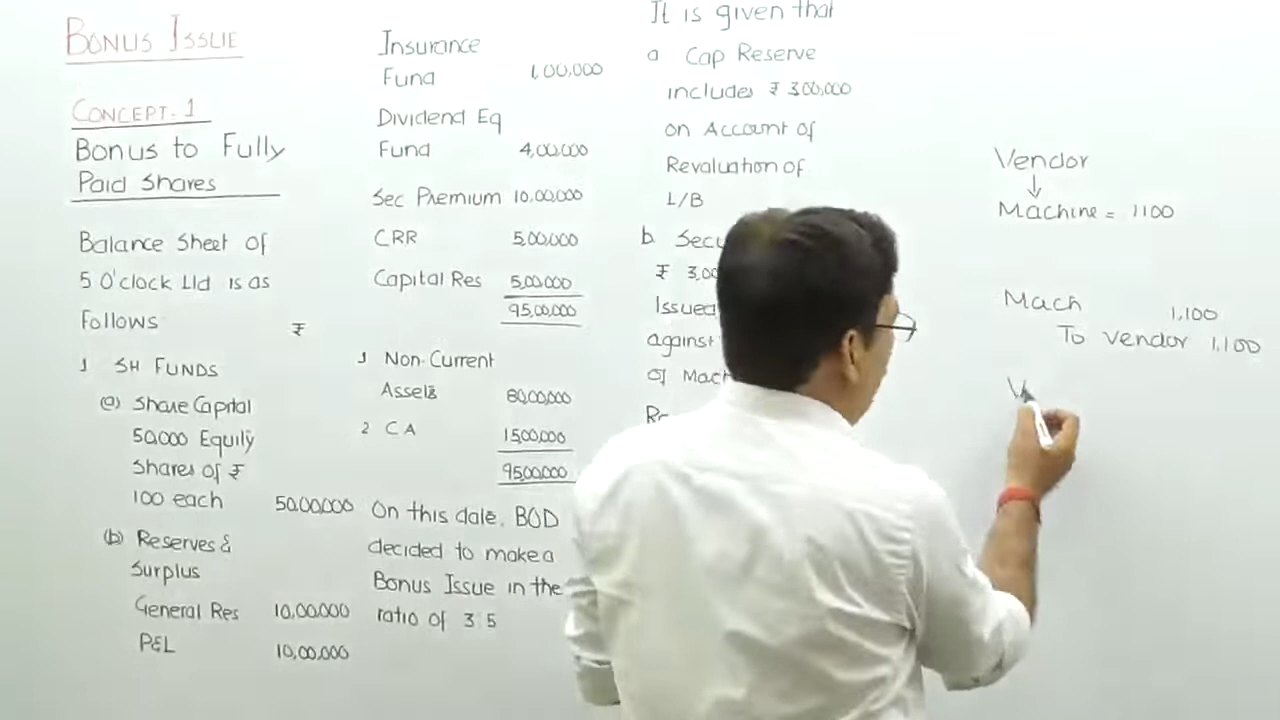 BONUS ISSUE
CONCEPT-1
Bonus to Fully
Paid Shares
Balance Sheet of
5 O'clock Ltd is as
Follows ₹
1 SH FUNDS
(a) Share Capital
50,000 Equity
Shares of ₹
100 each 50,00,000
(b) Reserves &
Surplus
General Res 10,00,000
P&L 10,00,000
Insurance
Fund 1,00,000
Dividend Eq
Fund 4,00,000
Sec Premium 10,00,000
CRR 5,00,000
Capital Res 5,00,000
95,00,000
1 Non-Current
Assets 80,00,000
2 CA 15,00,000
95,00,000
On this date, BOD
decided to make a
Bonus Issue in the
ratio of 3:5
It is given that
a Cap Reserve
includes ₹ 3,00,000
on Account of
Revaluation of
L/B
b. Secu
₹ 3,00
Issued
against
of Mach
Re
Vendor
↓
Machine = 1100
Mach 1,100
To vendor 1,100
V